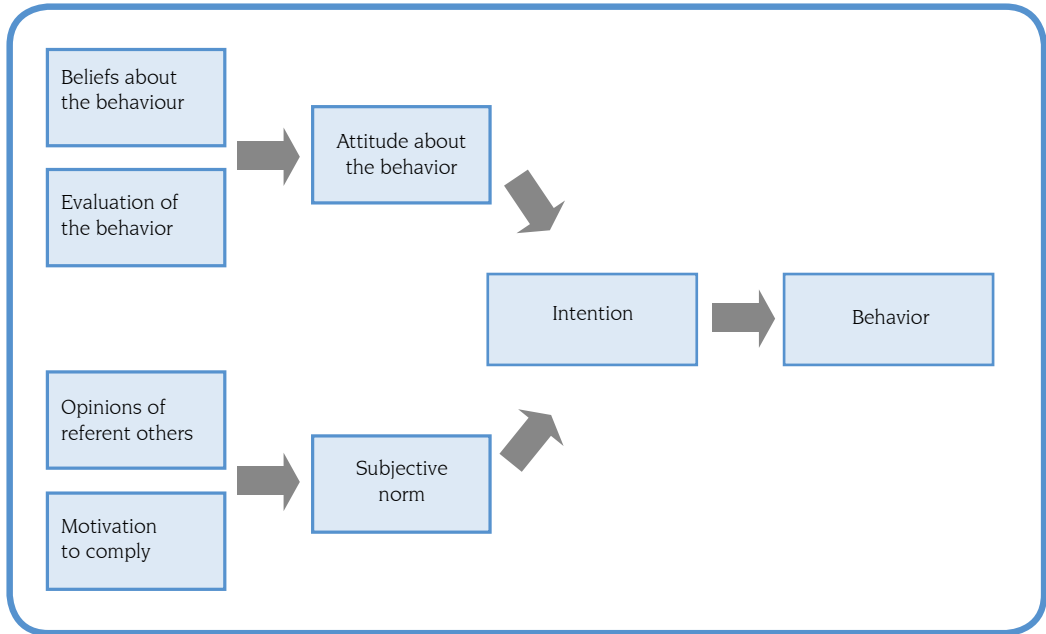 Beliefs about
the behaviour
Evaluation of
the behavior
Attitude about
the behavior
Opinions of
referent others
Motivation
to comply
Subjective
norm
Intention
Behavior